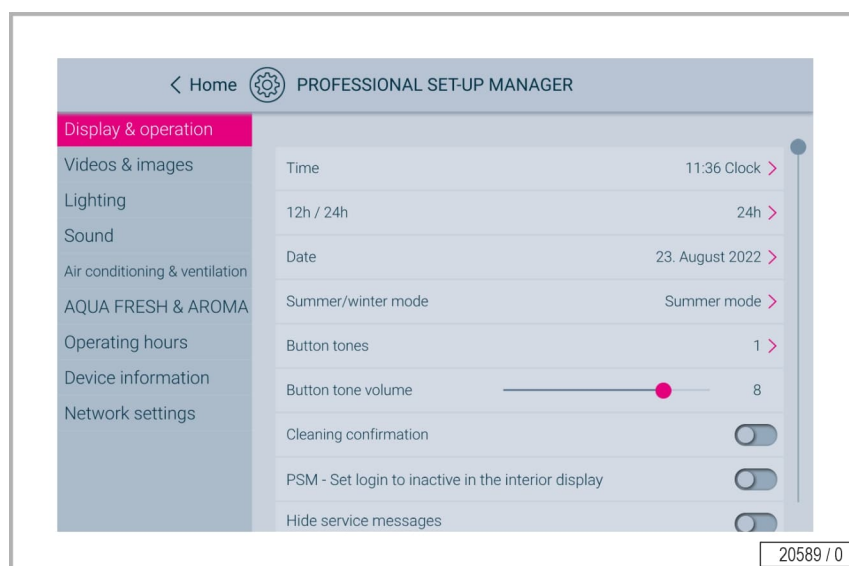 Home PROFESSIONAL SET-UP MANAGER
Display & operation
Videos & images
Lighting
Sound
Air conditioning & ventilation
AQUA FRESH & AROMA
Operating hours
Device information
Network settings
Time 11:36 Clock
12h / 24h 24h
Date 23. August 2022
Summer/winter mode Summer mode
Button tones 1
Button tone volume 8
Cleaning confirmation
PSM - Set login to inactive in the interior display
Hide service messages
20589 / 0